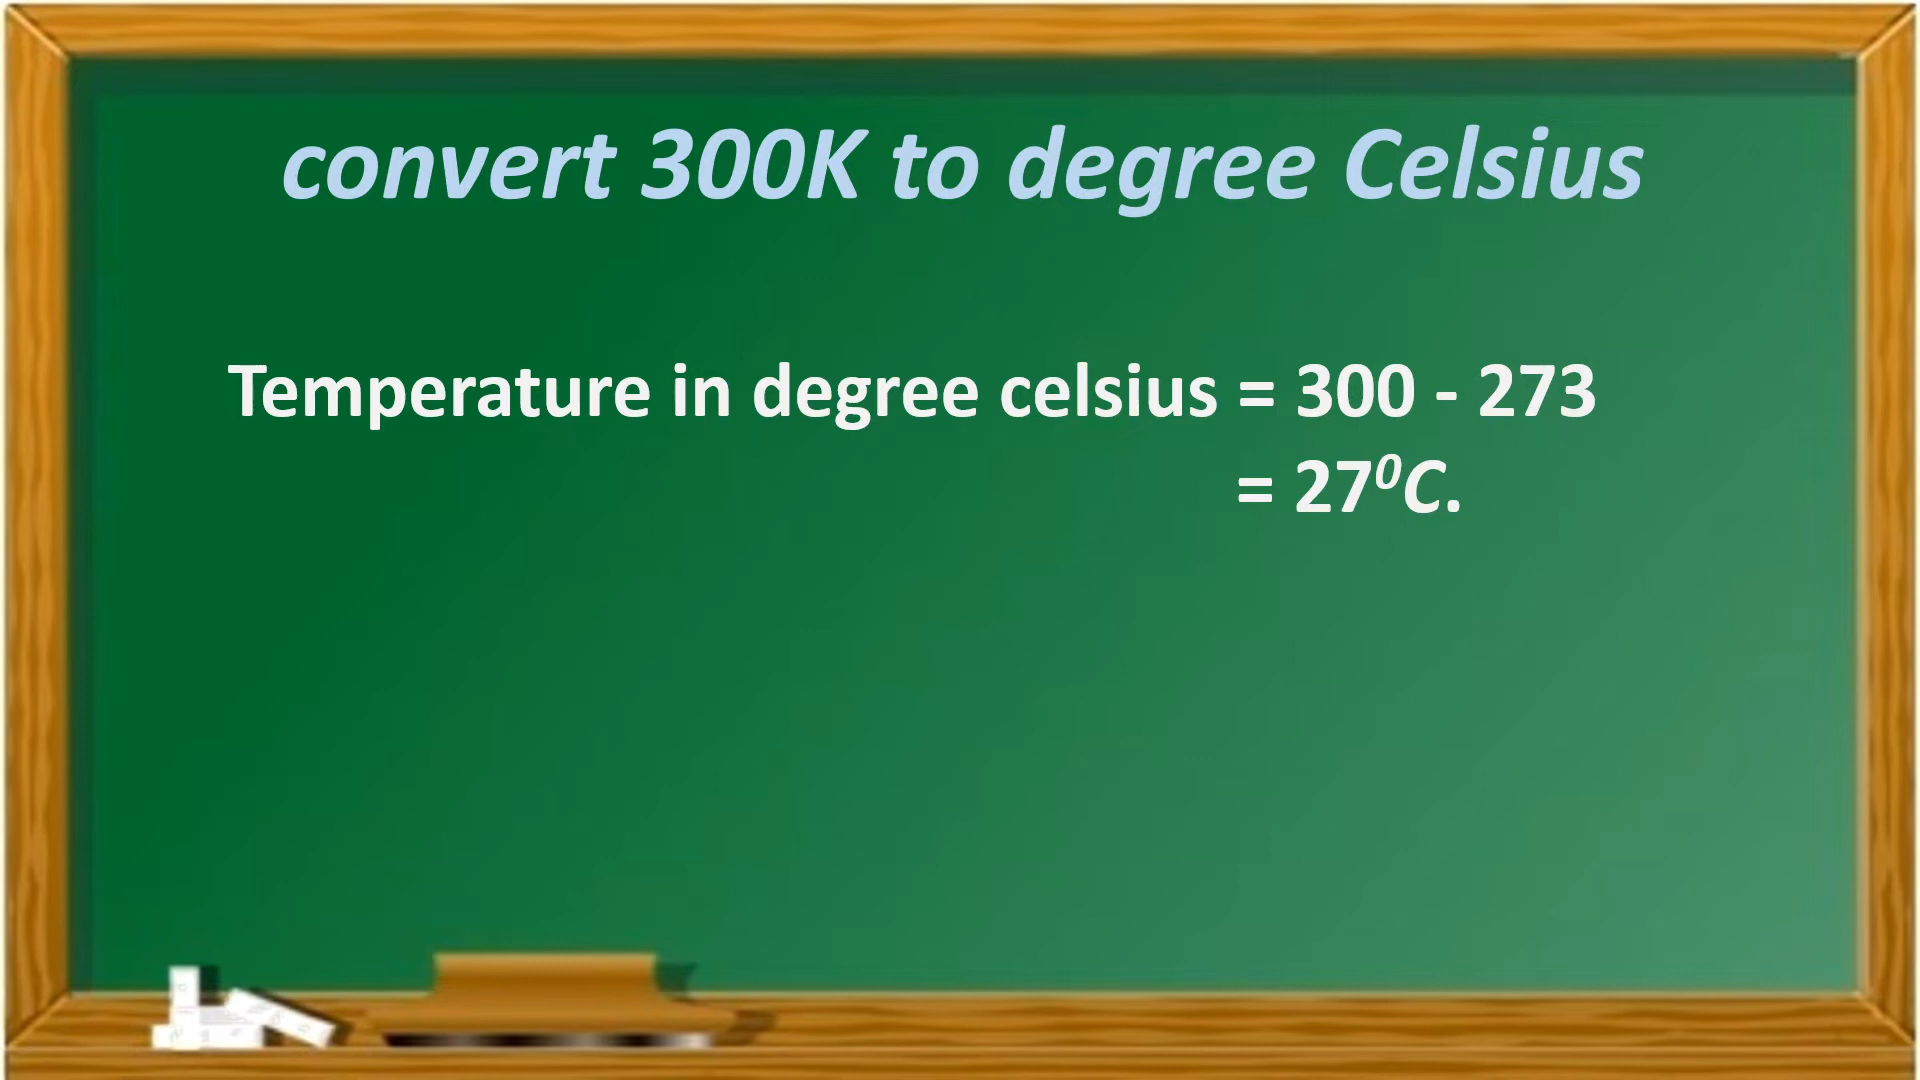 convert 300K to degree Celsius
Temperature in degree celsius = 300 - 273
= 27⁰C.